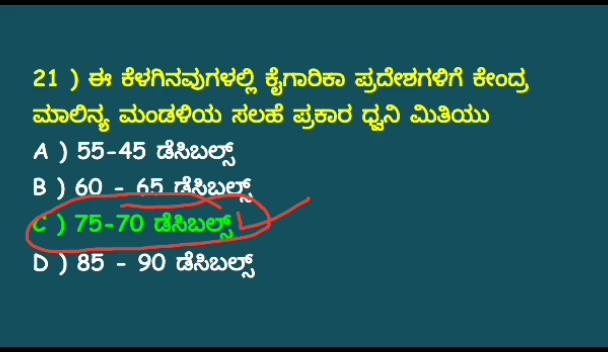 21 ) ಈ ಕೆಳಗಿನವುಗಳಲ್ಲಿ ಕೈಗಾರಿಕಾ ಪ್ರದೇಶಗಳಿಗೆ ಕೇಂದ್ರ
ಮಾಲಿನ್ಯ ಮಂಡಳಿಯ ಸಲಹೆ ಪ್ರಕಾರ ಧ್ವನಿ ಮಿತಿಯು
A ) 55-45 ಡೆಸಿಬಲ್ಸ್
B ) 60 - 65 ಡೆಸಿಬಲ್ಸ್
C ) 75-70 ಡೆಸಿಬಲ್ಸ್
D ) 85 - 90 ಡೆಸಿಬಲ್ಸ್